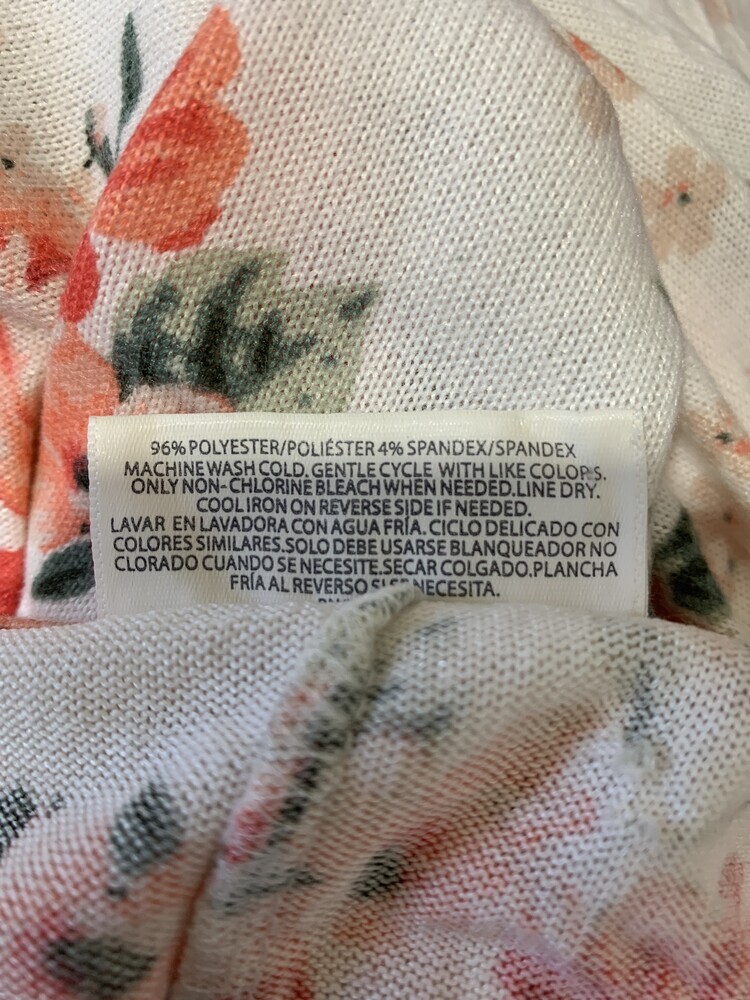 96% POLYESTER/POLIÉSTER 4% SPANDEX/SPANDEX
MACHINE WASH COLD. GENTLE CYCLE WITH LIKE COLORS.
ONLY NON-CHLORINE BLEACH WHEN NEEDED.LINE DRY.
COOL IRON ON REVERSE SIDE IF NEEDED.
LAVAR EN LAVADORA CON AGUA FRÍA. CICLO DELICADO CON
COLORES SIMILARES.SOLO DEBE USARSE BLANQUEADOR NO
CLORADO CUANDO SE NECESITE.SECAR COLGADO.PLANCHA
FRÍA AL REVERSO SI SE NECESITA.